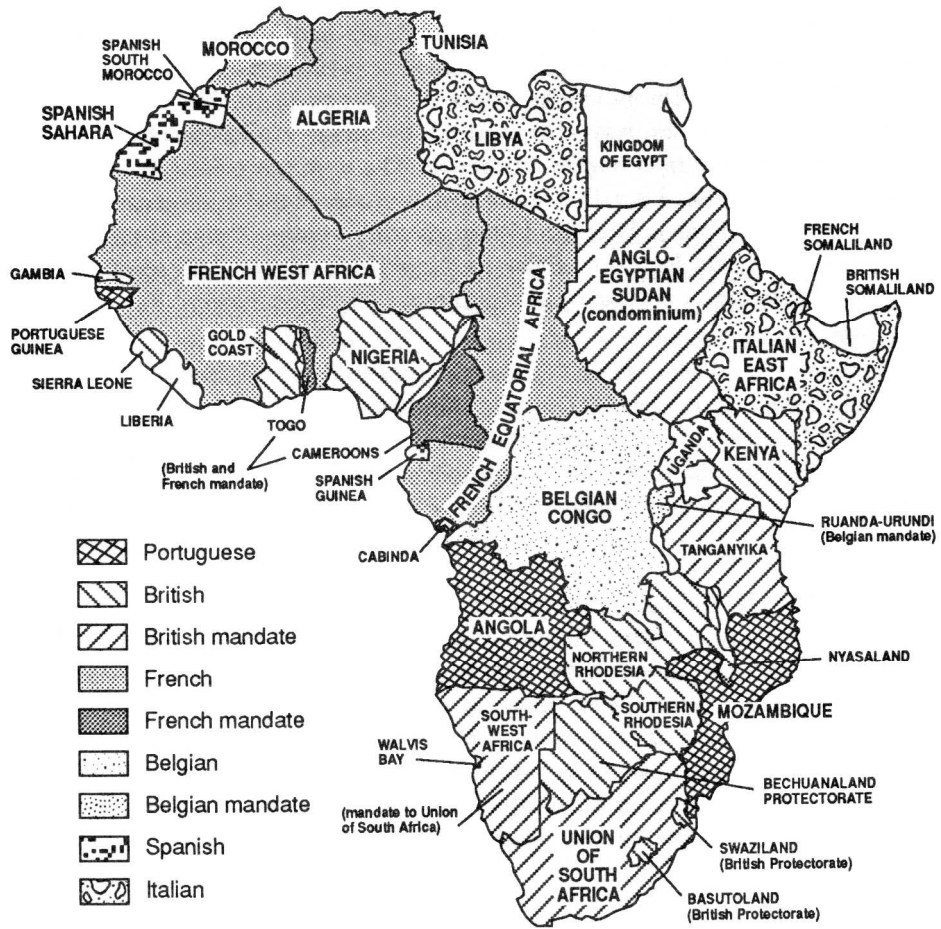 MOROCCO
TUNISIA
SPANISH
SOUTH
MOROCCO
SPANISH
SAHARA
ALGERIA
LIBYA
KINGDOM
OF EGYPT
FRENCH WEST AFRICA
ANGLO-
EGYPTIAN
SUDAN
(condominium)
FRENCH
SOMALILAND
BRITISH
SOMALILAND
GAMBIA
PORTUGUESE
GUINEA
SIERRA LEONE
LIBERIA
GOLD
COAST
NIGERIA
FRENCH EQUATORIAL AFRICA
ITALIAN
EAST
AFRICA
TOGO
CAMEROONS
(British and
French mandate)
SPANISH
GUINEA
CABINDA
UGANDA
KENYA
BELGIAN
CONGO
RUANDA-URUNDI
(Belgian mandate)
TANGANYIKA
ANGOLA
NORTHERN
RHODESIA
NYASALAND
SOUTHERN
RHODESIA
MOZAMBIQUE
SOUTH-
WEST
AFRICA
WALVIS
BAY
(mandate to Union
of South Africa)
BECHUANALAND
PROTECTORATE
UNION
OF
SOUTH
AFRICA
SWAZILAND
(British Protectorate)
BASUTOLAND
(British Protectorate)
Portuguese
British
British mandate
French
French mandate
Belgian
Belgian mandate
Spanish
Italian